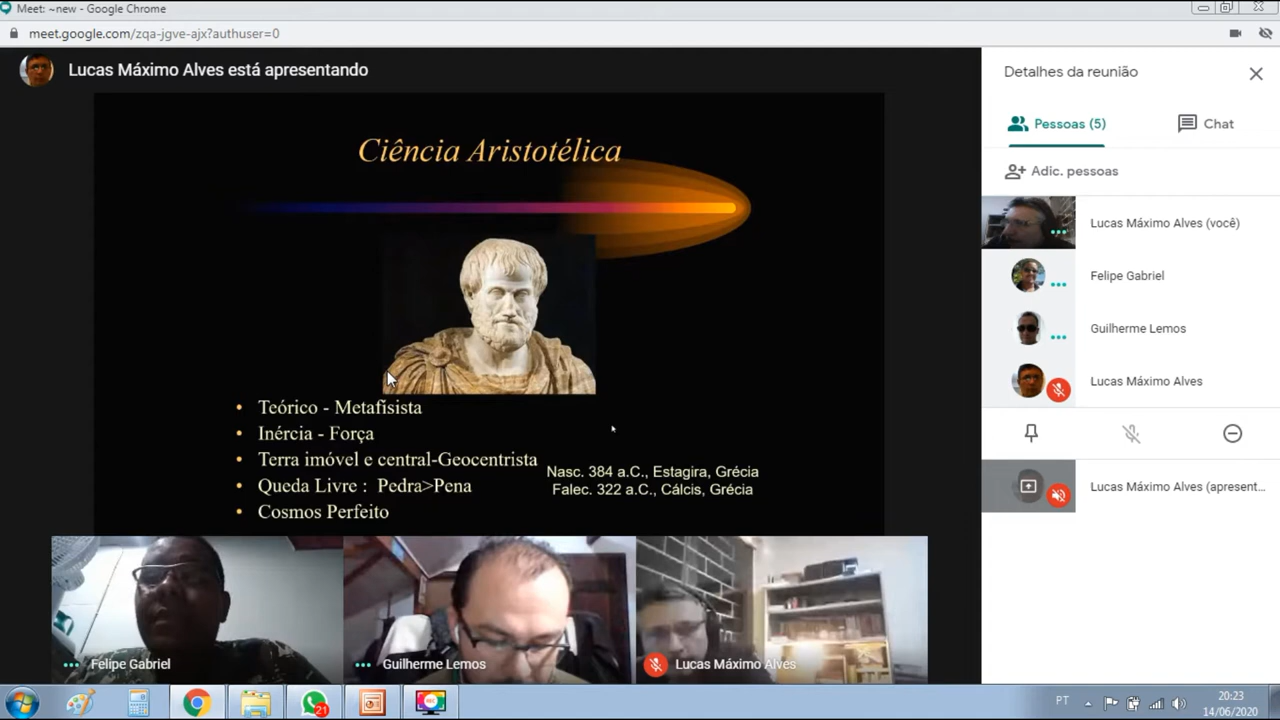 Meet: ~new - Google Chrome
meet.google.com/zqa-jgve-ajx?authuser=0
Lucas Máximo Alves está apresentando
Ciência Aristotélica
• Teórico - Metafisista
• Inércia - Força
• Terra imóvel e central-Geocentrista
• Queda Livre : Pedra>Pena
• Cosmos Perfeito
Nasc. 384 a.C., Estagira, Grécia
Falec. 322 a.C., Cálcis, Grécia
Felipe Gabriel
Guilherme Lemos
Lucas Máximo Alves
Detalhes da reunião
Pessoas (5)
Chat
Adic. pessoas
Lucas Máximo Alves (você)
Felipe Gabriel
Guilherme Lemos
Lucas Máximo Alves
Lucas Máximo Alves (apresent...
21
REC
PT
20:23
14/06/2020